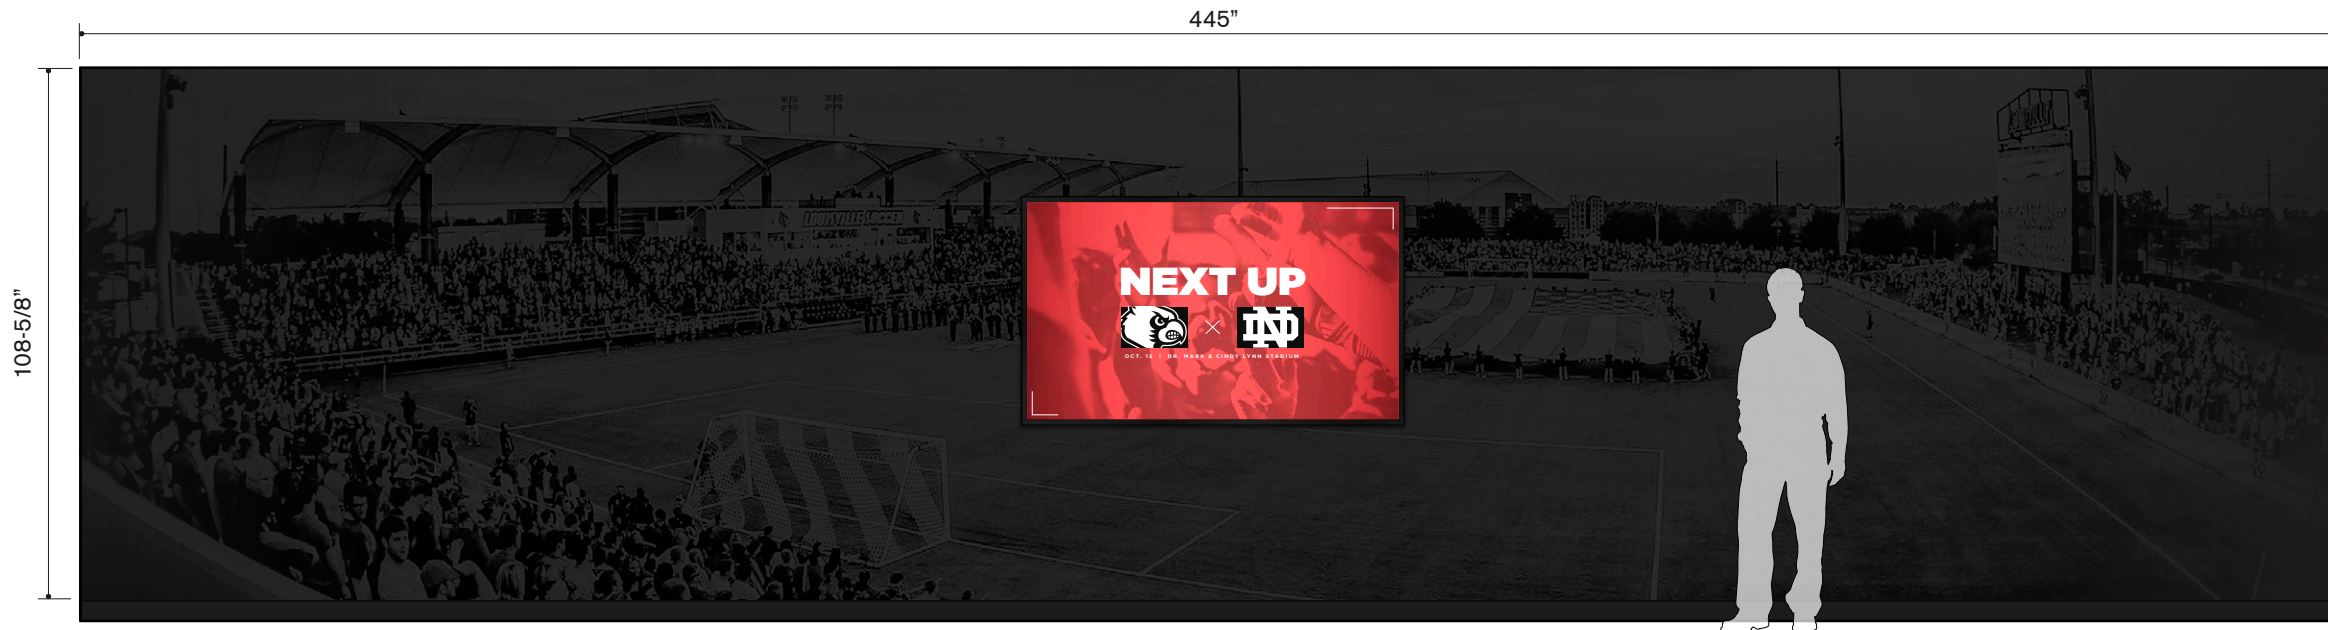 445”
108-5/8”
LOUISVILLE SOCCER
NEXT UP
ND
OCT. 12 | DR. MARK & CINDY LYNN STADIUM